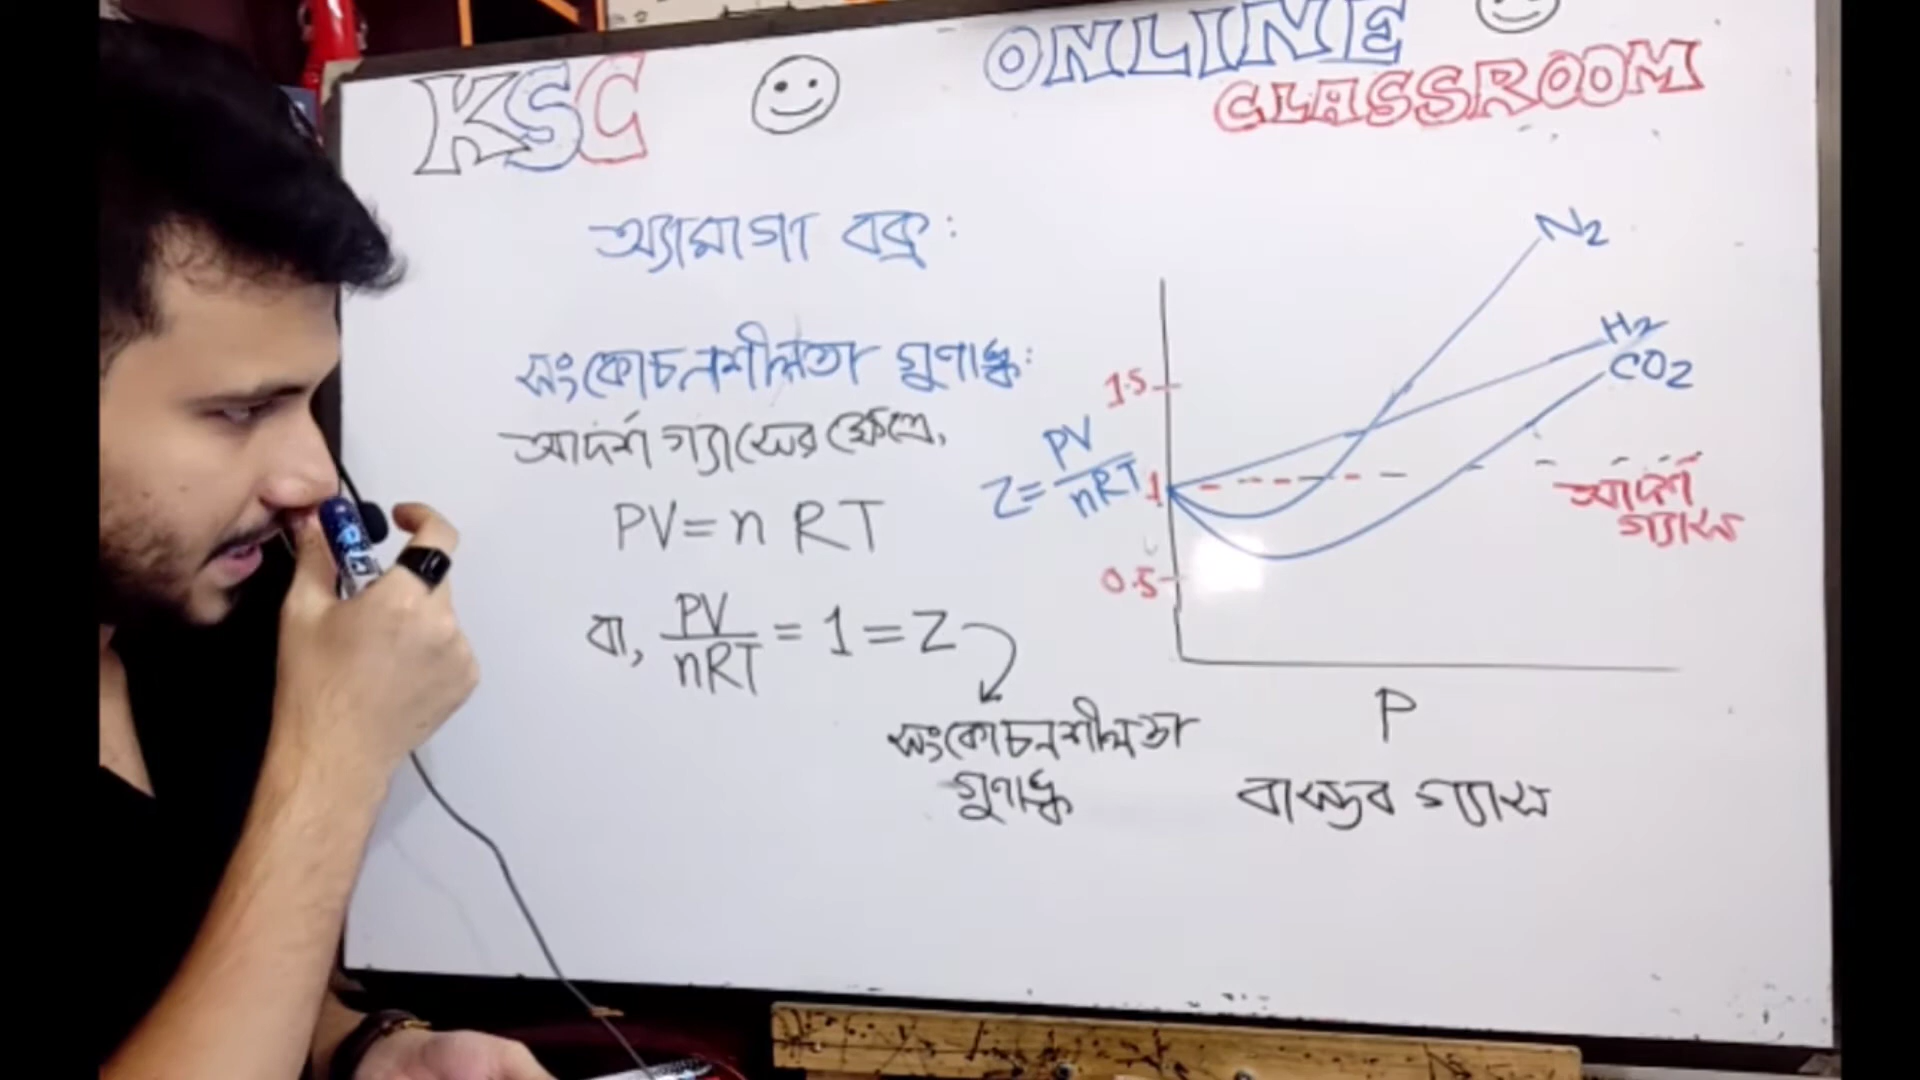 KSC
ONLINE
CLASSROOM
অ্যামাগা বক্র:
সংকোচনশীলতা গুণাঙ্ক:
আদর্শ গ্যাসের ক্ষেত্রে,
PV = n RT
বা, PV/nRT = 1 = Z
সংকোচনশীলতা
গুণাঙ্ক
N2
H2
CO2
1.5
Z = PV/nRT
1
আদর্শ
গ্যাস
0.5
P
বাস্তব গ্যাস